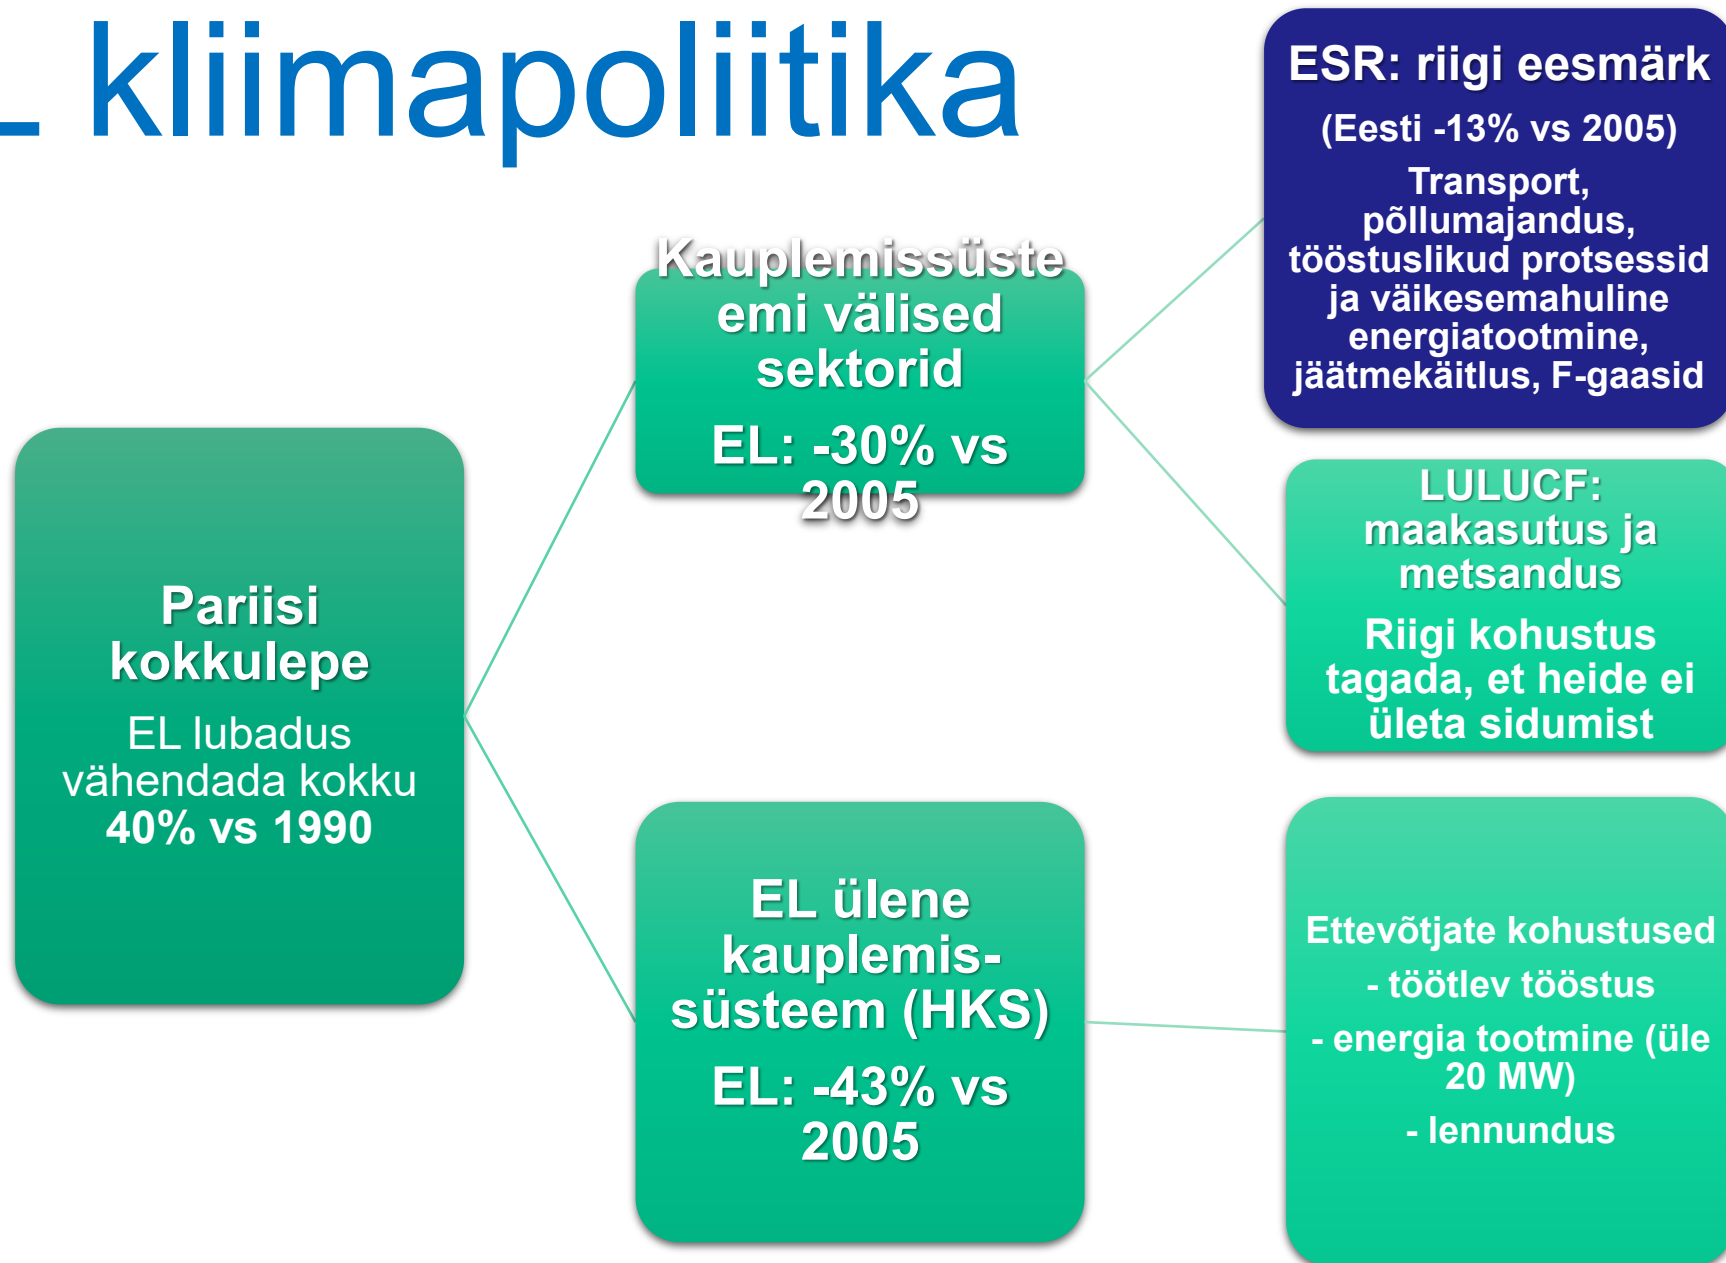 L kliimapoliitika
Pariisi
kokkulepe
EL lubadus
vähendada kokku
40% vs 1990
Kauplemissüste
emi välised
sektorid
EL: -30% vs
2005
EL ülene
kauplemis-
süsteem (HKS)
EL: -43% vs
2005
ESR: riigi eesmärk
(Eesti -13% vs 2005)
Transport,
põllumajandus,
tööstuslikud protsessid
ja väikesemahuline
energiatootmine,
jäätmekäitlus, F-gaasid
LULUCF:
maakasutus ja
metsandus
Riigi kohustus
tagada, et heide ei
ületa sidumist
Ettevõtjate kohustused
- töötlev tööstus
- energia tootmine (üle
20 MW)
- lennundus